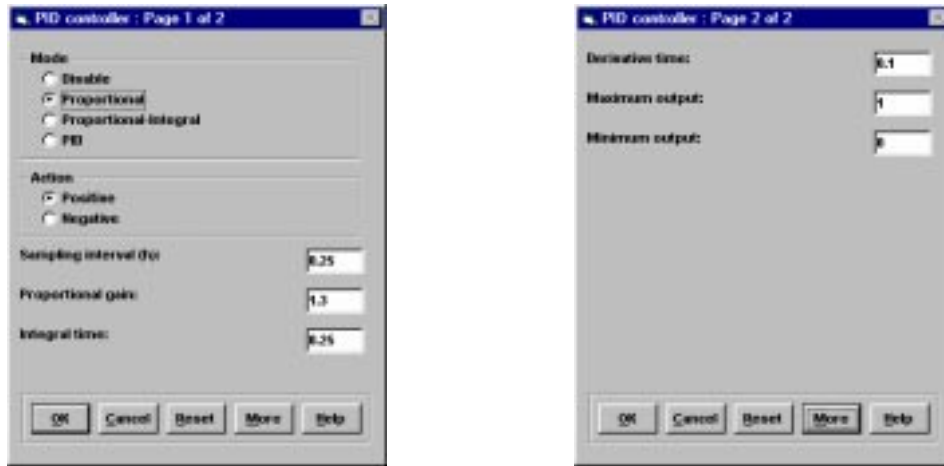 PID controller : Page 1 of 2
Mode
Disable
Proportional
Proportional-Integral
PID
Action
Positive
Negative
Sampling interval (h):
0.25
Proportional gain:
1.3
Integral time:
0.25
OK Cancel Reset More Help
PID controller : Page 2 of 2
Derivative time:
0.1
Maximum output:
1
Minimum output:
0
OK Cancel Reset More Help